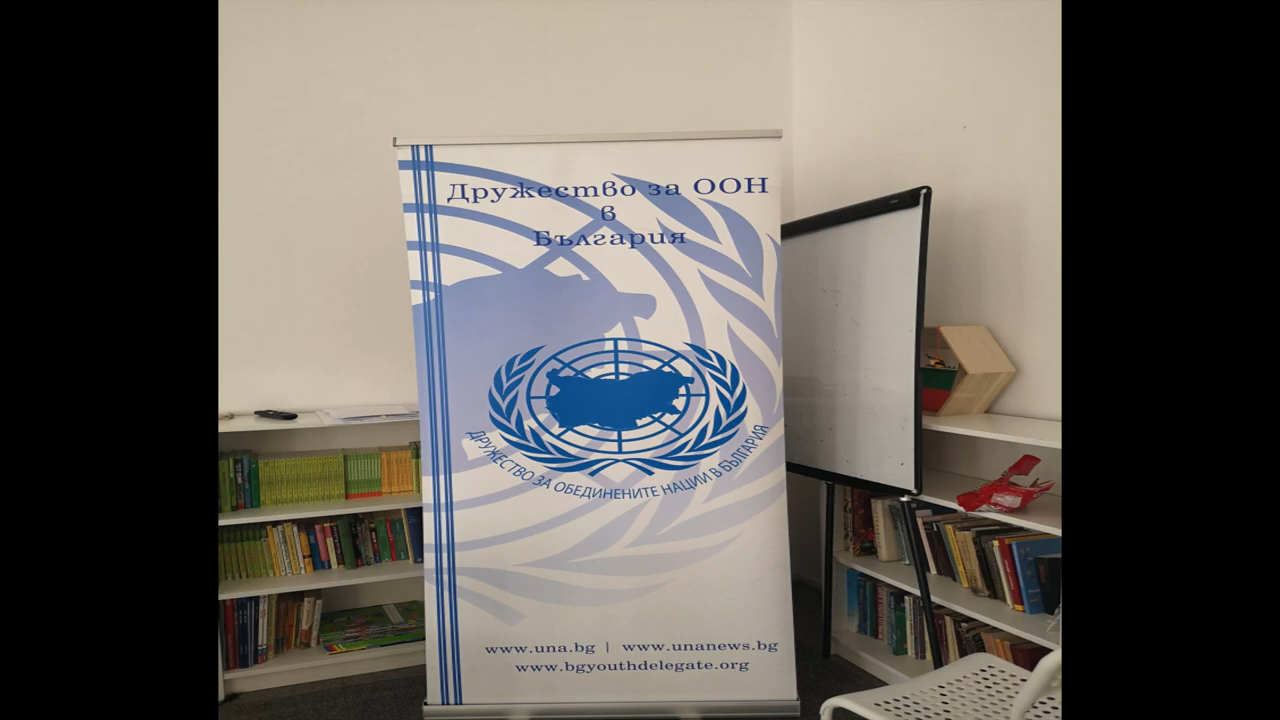 Дружество за ООН
в
България
ДРУЖЕСТВО ЗА ОБЕДИНЕНИТЕ НАЦИИ В БЪЛГАРИЯ
www.una.bg | www.unanews.bg
www.bgyouthdelegate.org